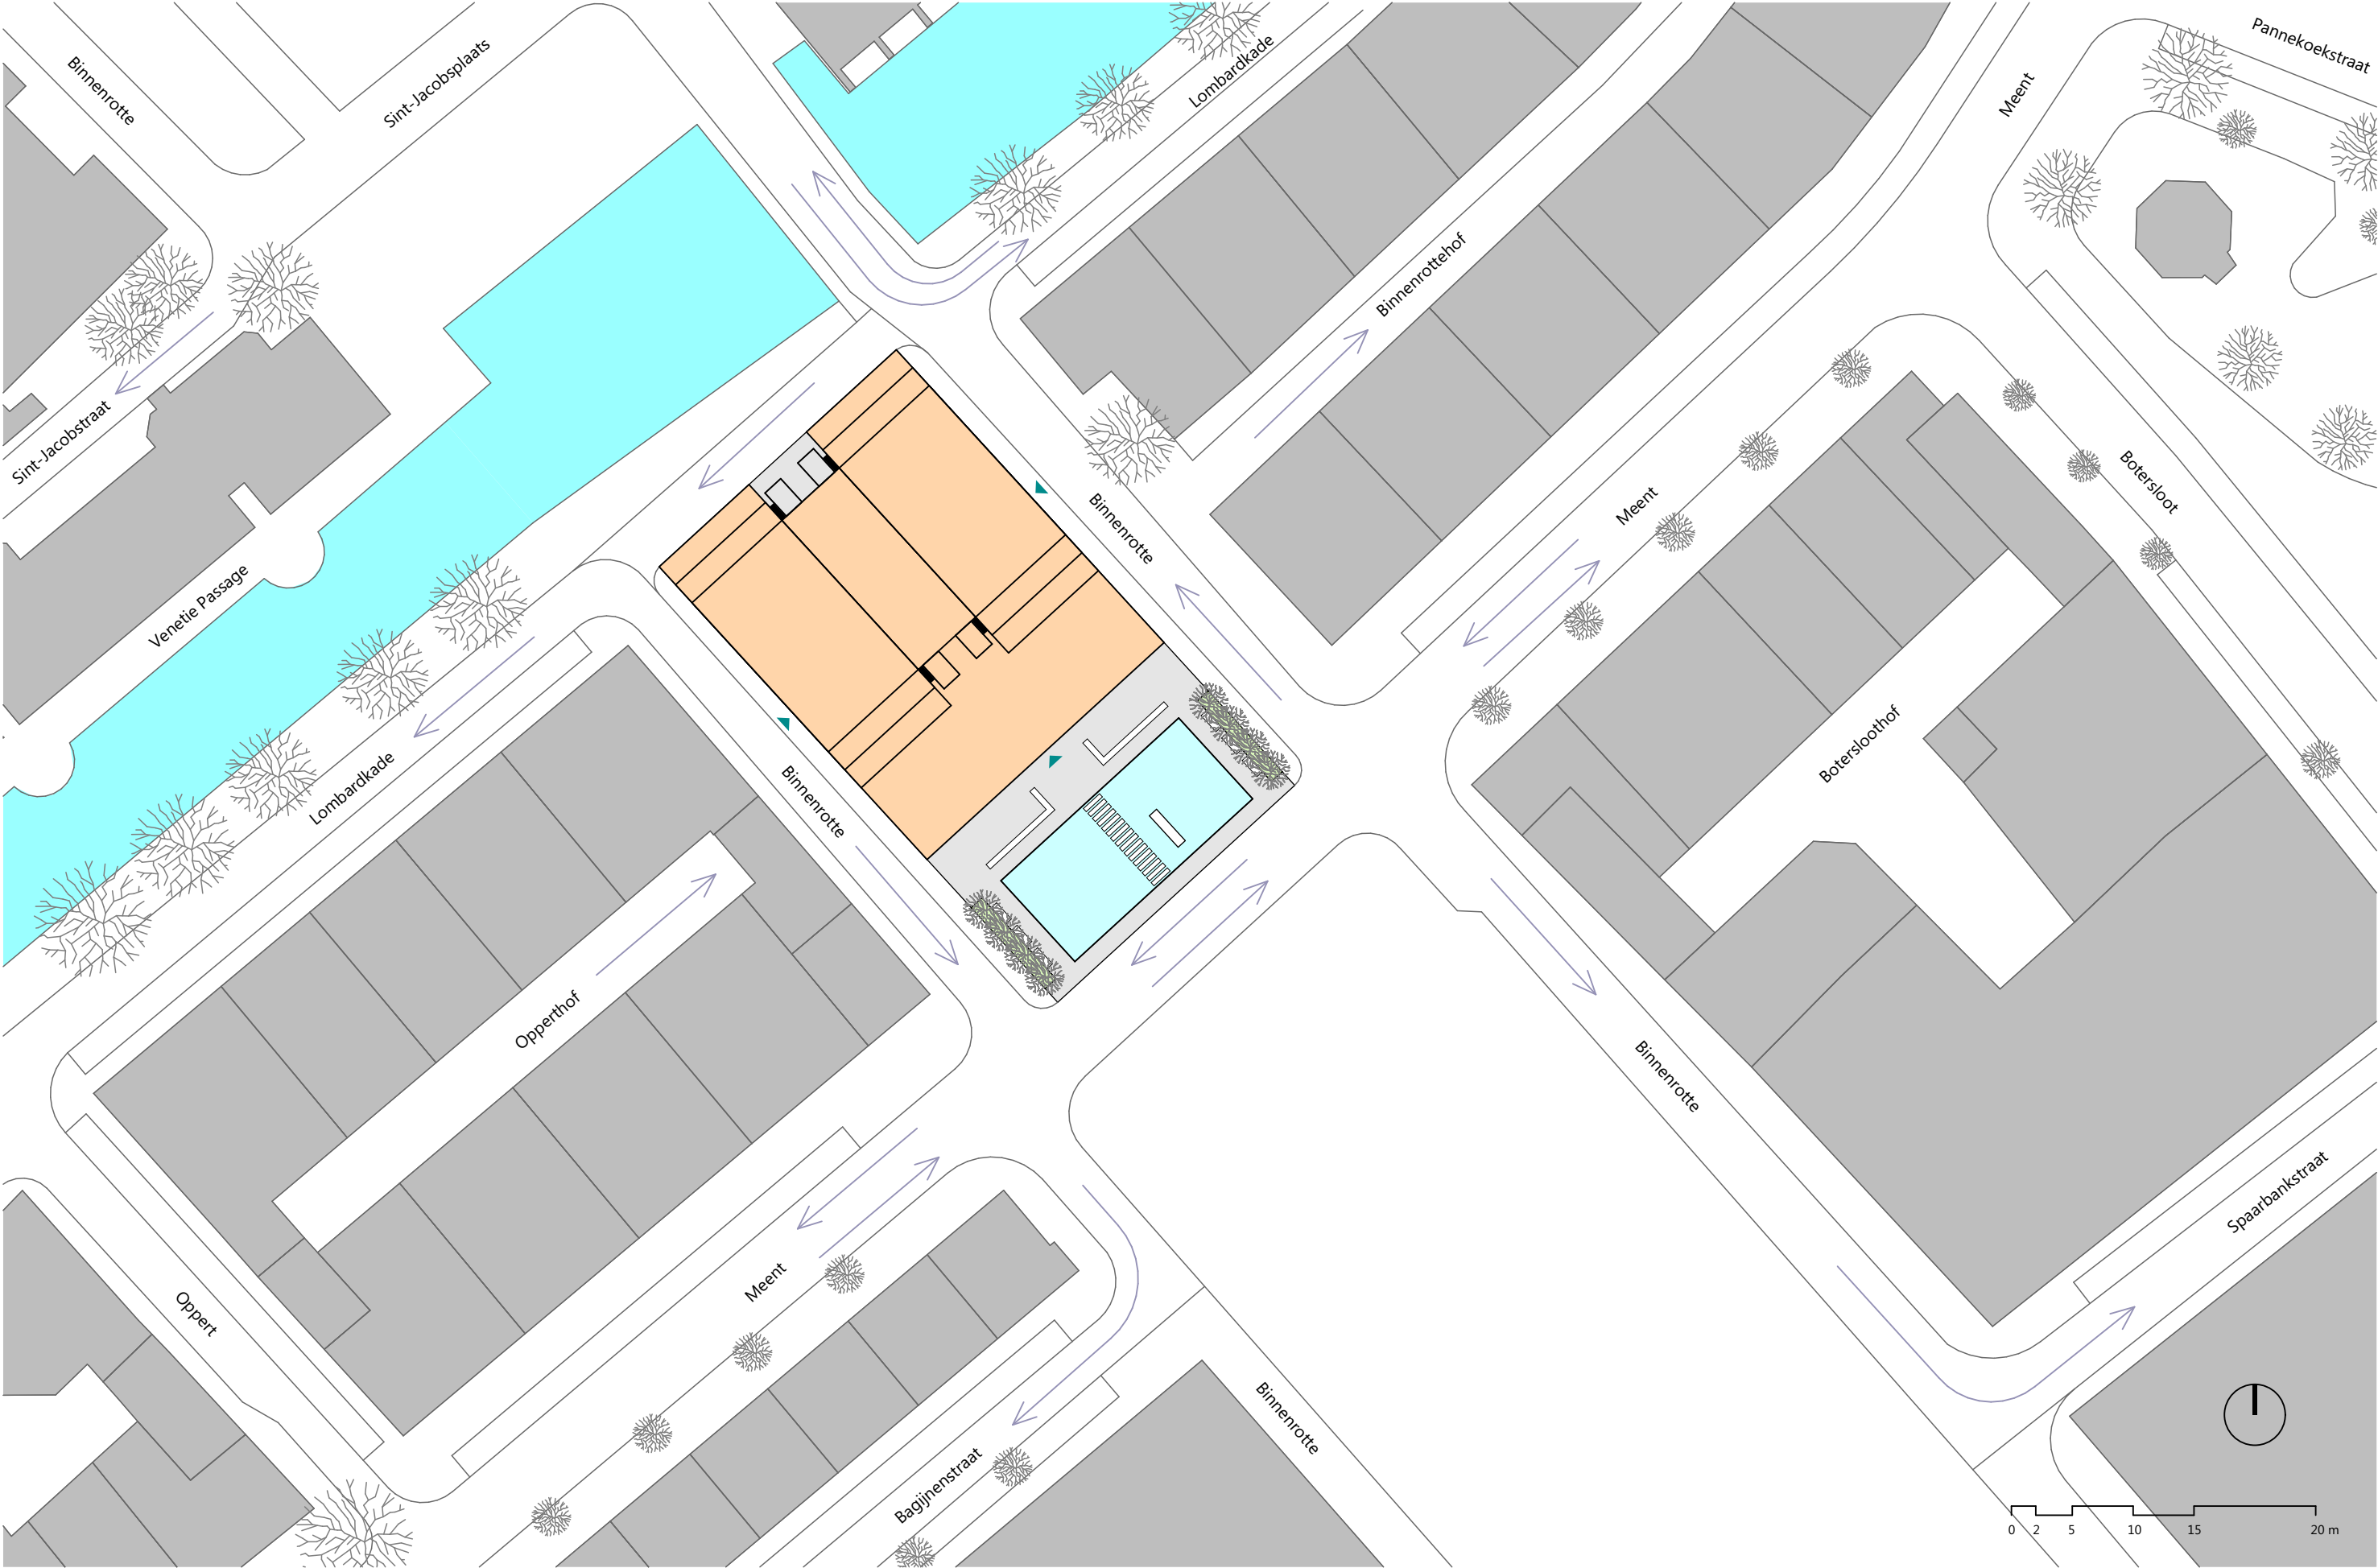 Binnenrotte
Sint-Jacobsplaats
Lombardkade
Meent
Pannekoekstraat
Binnenrottehof
Sint-Jacobstraat
Venetie Passage
Binnenrotte
Meent
Botersloot
Lombardkade
Binnenrotte
Botersloothof
Opperthof
Binnenrotte
Meent
Oppert
Spaarbankstraat
Binnenrotte
Bagijnenstraat
0 2 5 10 15 20 m